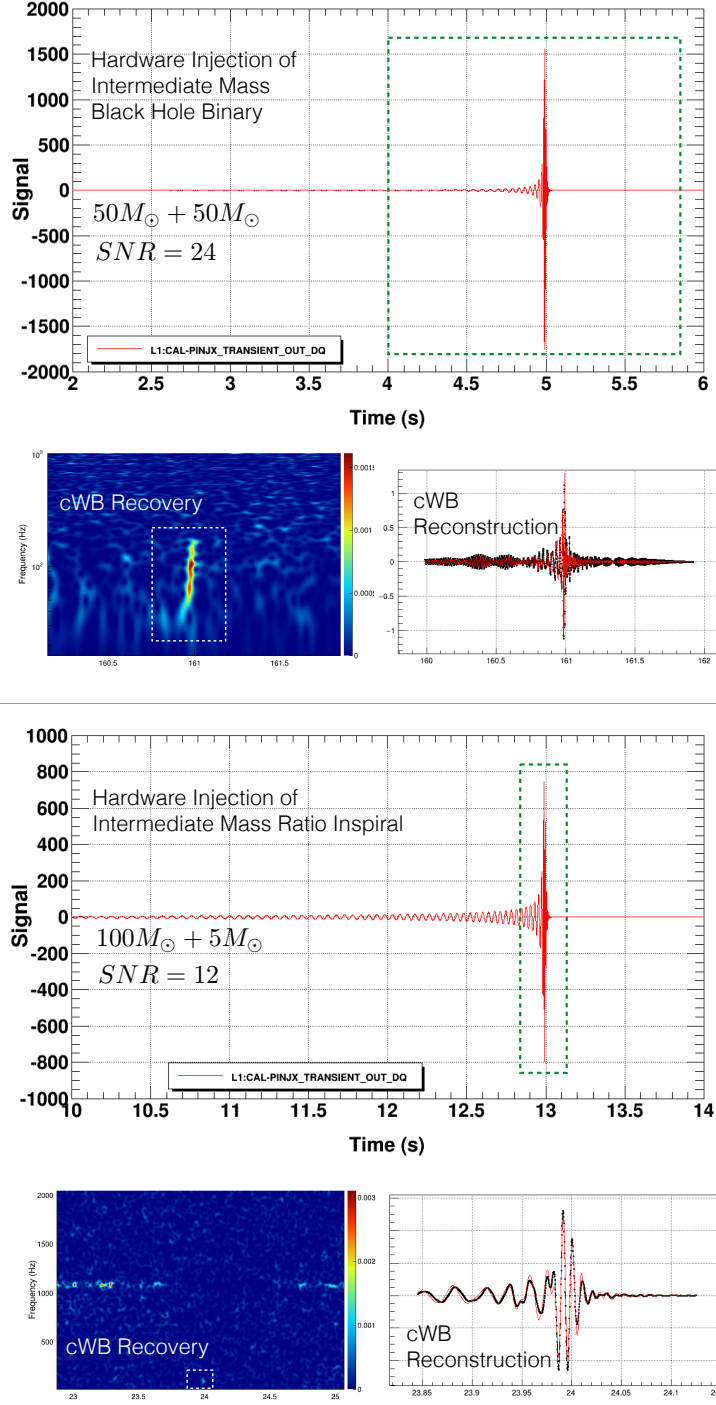 2000
1500
1000
500
0
-500
-1000
-1500
-2000
Signal
Hardware Injection of
Intermediate Mass
Black Hole Binary
50M☉ + 50M☉
SNR = 24
L1:CAL-PINJX_TRANSIENT_OUT_DQ
2 2.5 3 3.5 4 4.5 5 5.5 6
Time (s)
cWB Recovery
Frequency (Hz)
10³
10²
160.5 161 161.5
0.001
0
cWB
Reconstruction
1
0.5
0
−0.5
−1
160 160.5 161 161.5 162
1000
800
600
400
200
0
-200
-400
-600
-800
-1000
Signal
Hardware Injection of
Intermediate Mass Ratio Inspiral
100M☉ + 5M☉
SNR = 12
L1:CAL-PINJX_TRANSIENT_OUT_DQ
10 10.5 11 11.5 12 12.5 13 13.5 14
Time (s)
Frequency (Hz)
2000
1500
1000
500
cWB Recovery
23 23.5 24 24.5 25
0.003
0.002
0.001
0
cWB
Reconstruction
23.85 23.9 23.95 24 24.05 24.1